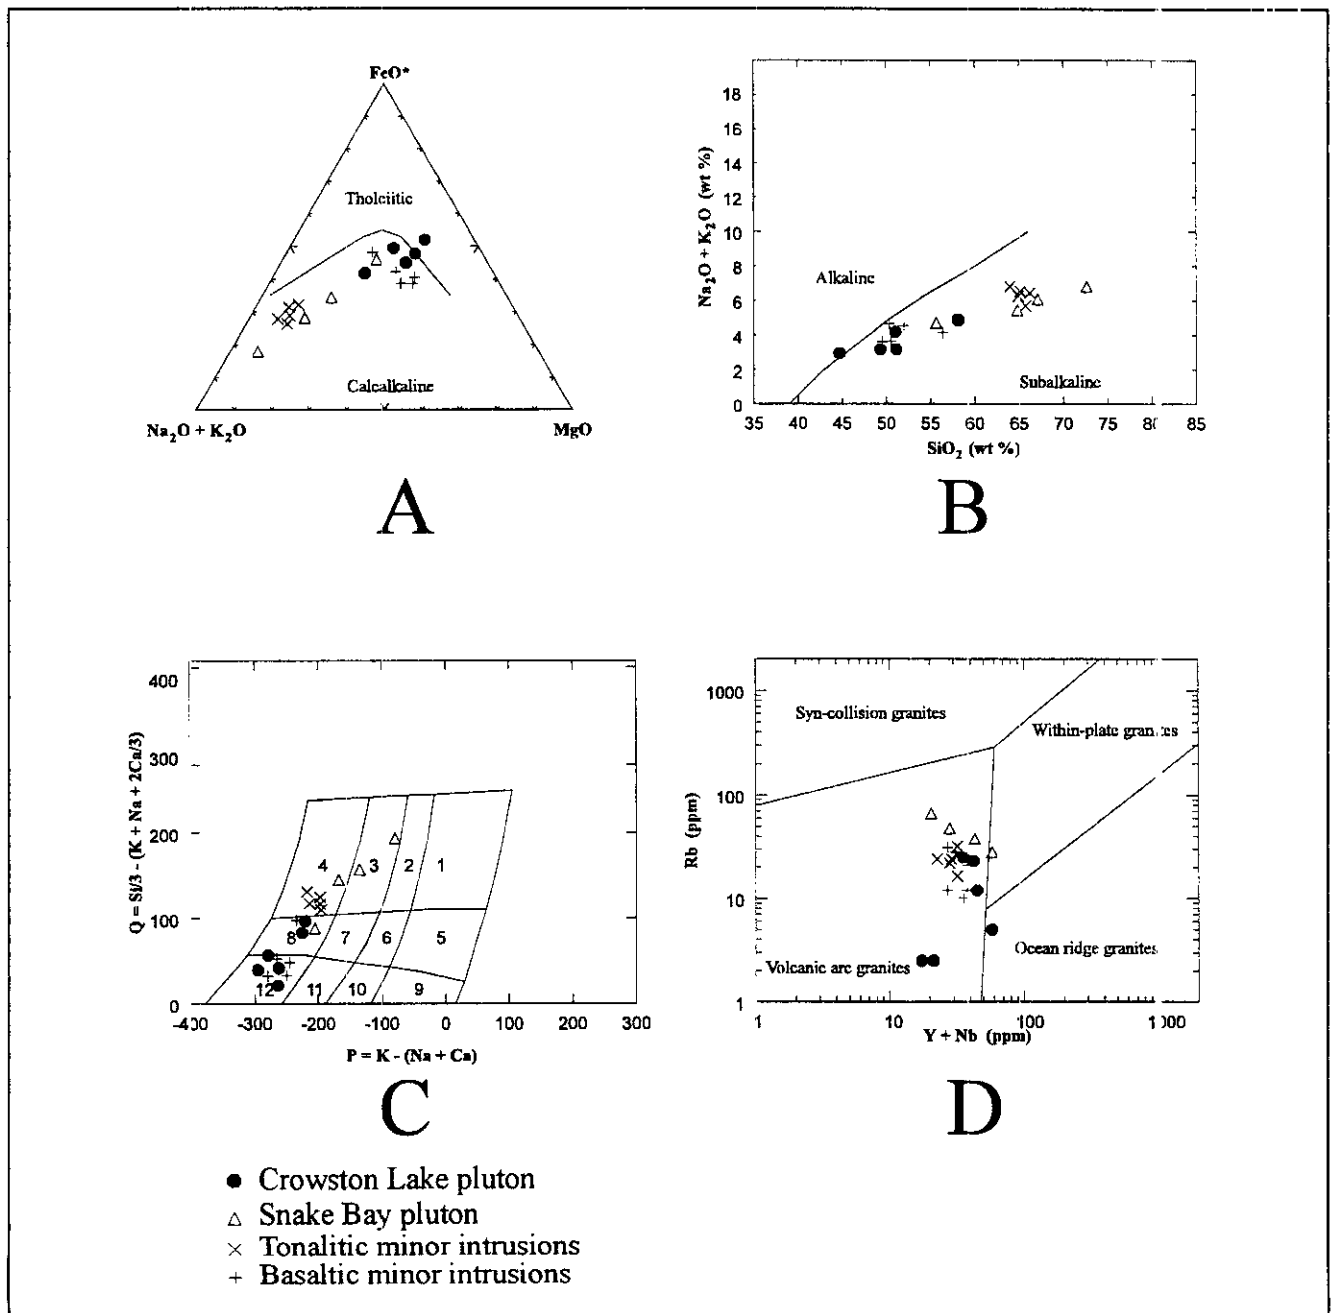 FeO*
Tholeiitic
Calcalkaline
Na₂O + K₂O
MgO
A
Na₂O + K₂O (wt %)
18
16
14
12
10
8
6
4
2
0
Alkaline
Subalkaline
35 40 45 50 55 60 65 70 75 80 85
SiO₂ (wt %)
B
Q = Si/3 - (K + Na + 2Ca/3)
400
300
200
100
0
4 3 2 1
8 7 6 5
12 11 10 9
-400 -300 -200 -100 0 100 200 300
P = K - (Na + Ca)
C
Rb (ppm)
1000
100
10
1
Syn-collision granites
Within-plate granites
Volcanic arc granites
Ocean ridge granites
1 10 100 1000
Y + Nb (ppm)
D
Crowston Lake pluton
Snake Bay pluton
Tonalitic minor intrusions
Basaltic minor intrusions